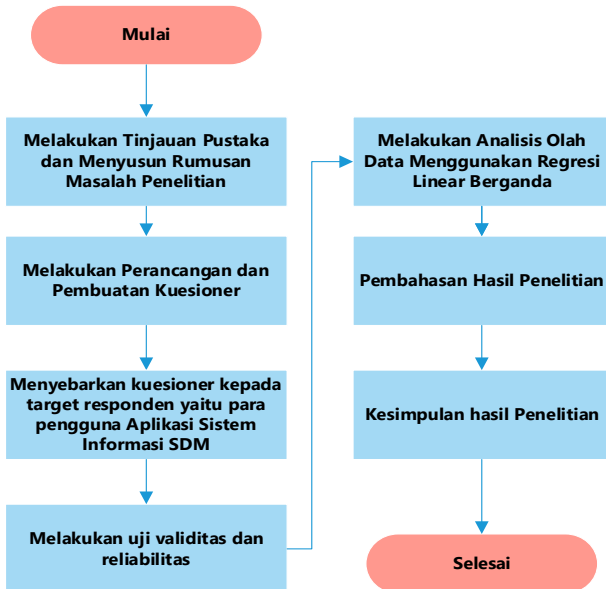 Mulai
Melakukan Tinjauan Pustaka
dan Menyusun Rumusan
Masalah Penelitian
Melakukan Perancangan dan
Pembuatan Kuesioner
Menyebarkan kuesioner kepada
target responden yaitu para
pengguna Aplikasi Sistem
Informasi SDM
Melakukan uji validitas dan
reliabilitas
Melakukan Analisis Olah
Data Menggunakan Regresi
Linear Berganda
Pembahasan Hasil Penelitian
Kesimpulan hasil Penelitian
Selesai